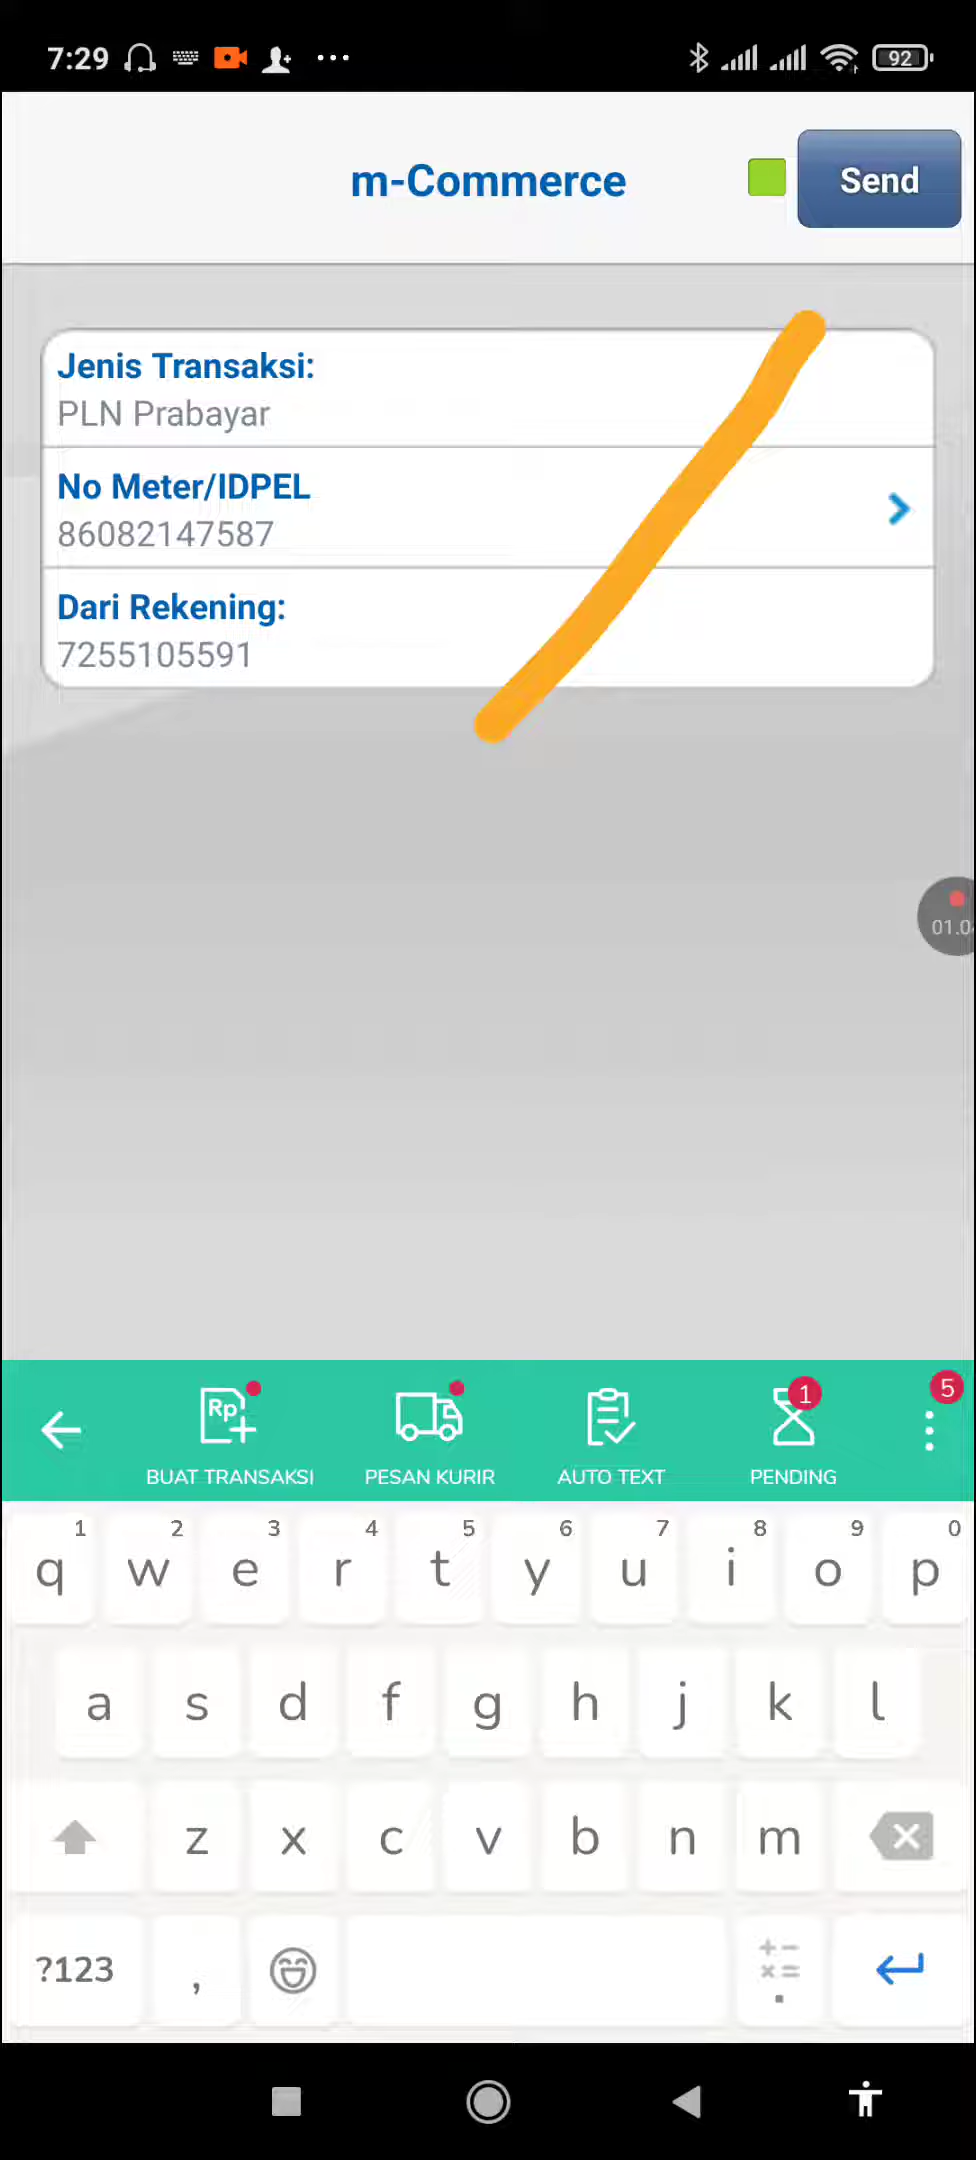 7:29
92
m-Commerce
Send
Jenis Transaksi:
PLN Prabayar
No Meter/IDPEL
86082147587
Dari Rekening:
7255105591
01.0
Rp
1
5
BUAT TRANSAKSI
PESAN KURIR
AUTO TEXT
PENDING
1 2 3 4 5 6 7 8 9 0
q w e r t y u i o p
a s d f g h j k l
z x c v b n m
?123 , + − × = .